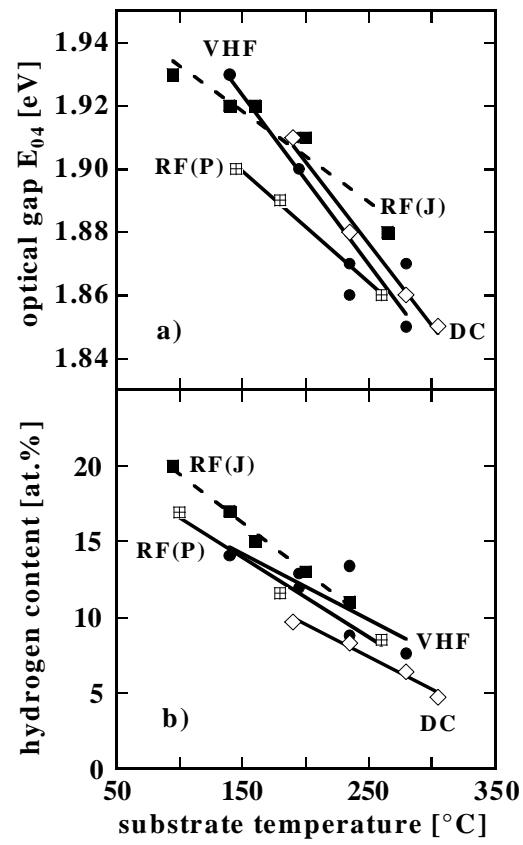 1.94
VHF
1.92
1.90
RF(P)
RF(J)
1.88
1.86
a)
DC
1.84
optical gap E04 [eV]
20
RF(J)
15
RF(P)
10
VHF
5
b)
DC
0
hydrogen content [at.%]
50 150 250 350
substrate temperature [°C]